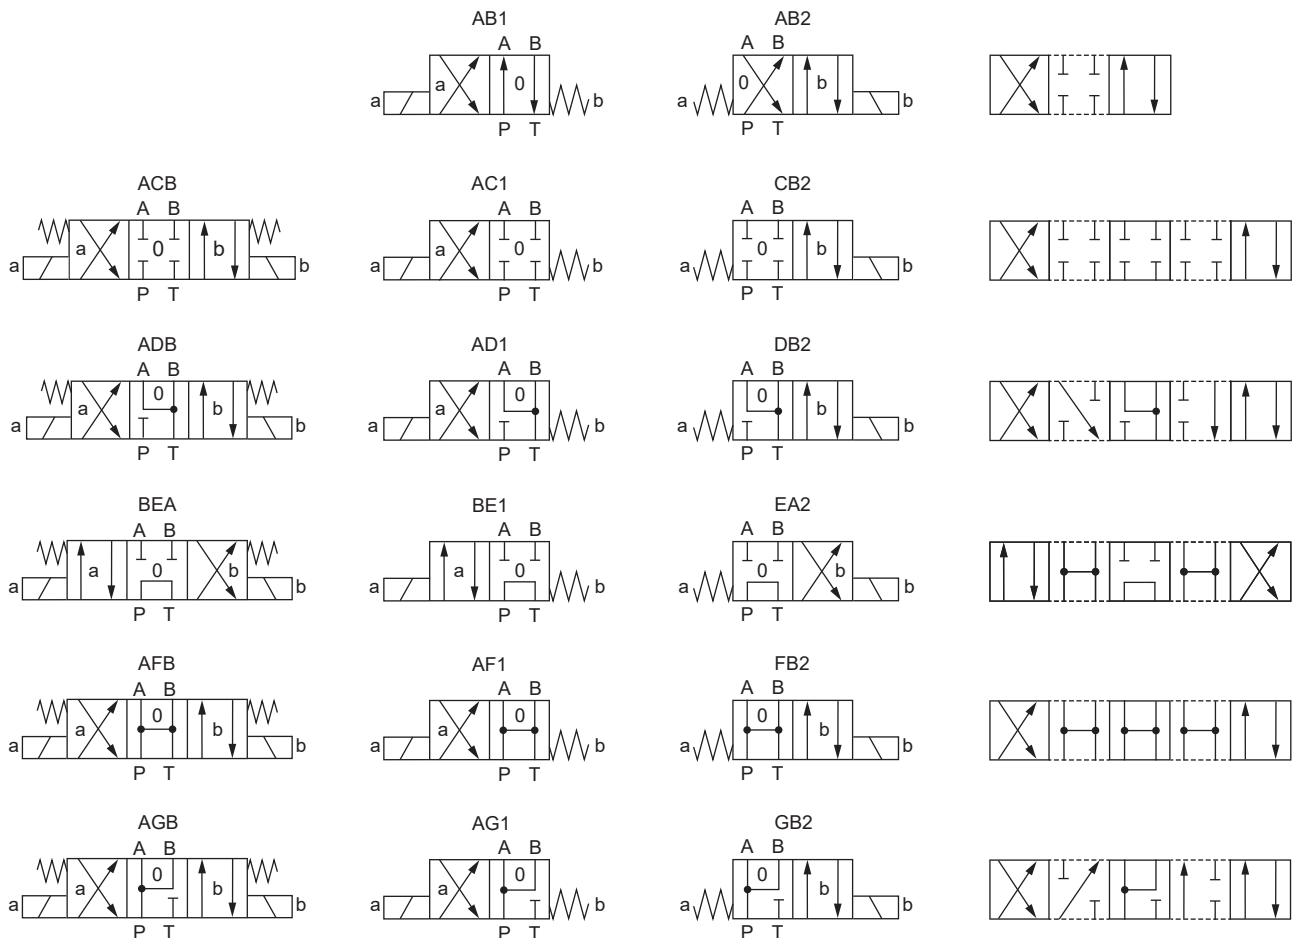 AB1 AB2
A B A B
a a 0 b a 0 b b
P T P T
ACB AC1 CB2
A B A B A B
a a 0 b b a a 0 b a 0 b b
P T P T P T
ADB AD1 DB2
A B A B A B
a a 0 b b a a 0 b a 0 b b
P T P T P T
BEA BE1 EA2
A B A B A B
a a 0 b b a a 0 b a 0 b b
P T P T P T
AFB AF1 FB2
A B A B A B
a a 0 b b a a 0 b a 0 b b
P T P T P T
AGB AG1 GB2
A B A B A B
a a 0 b b a a 0 b a 0 b b
P T P T P T